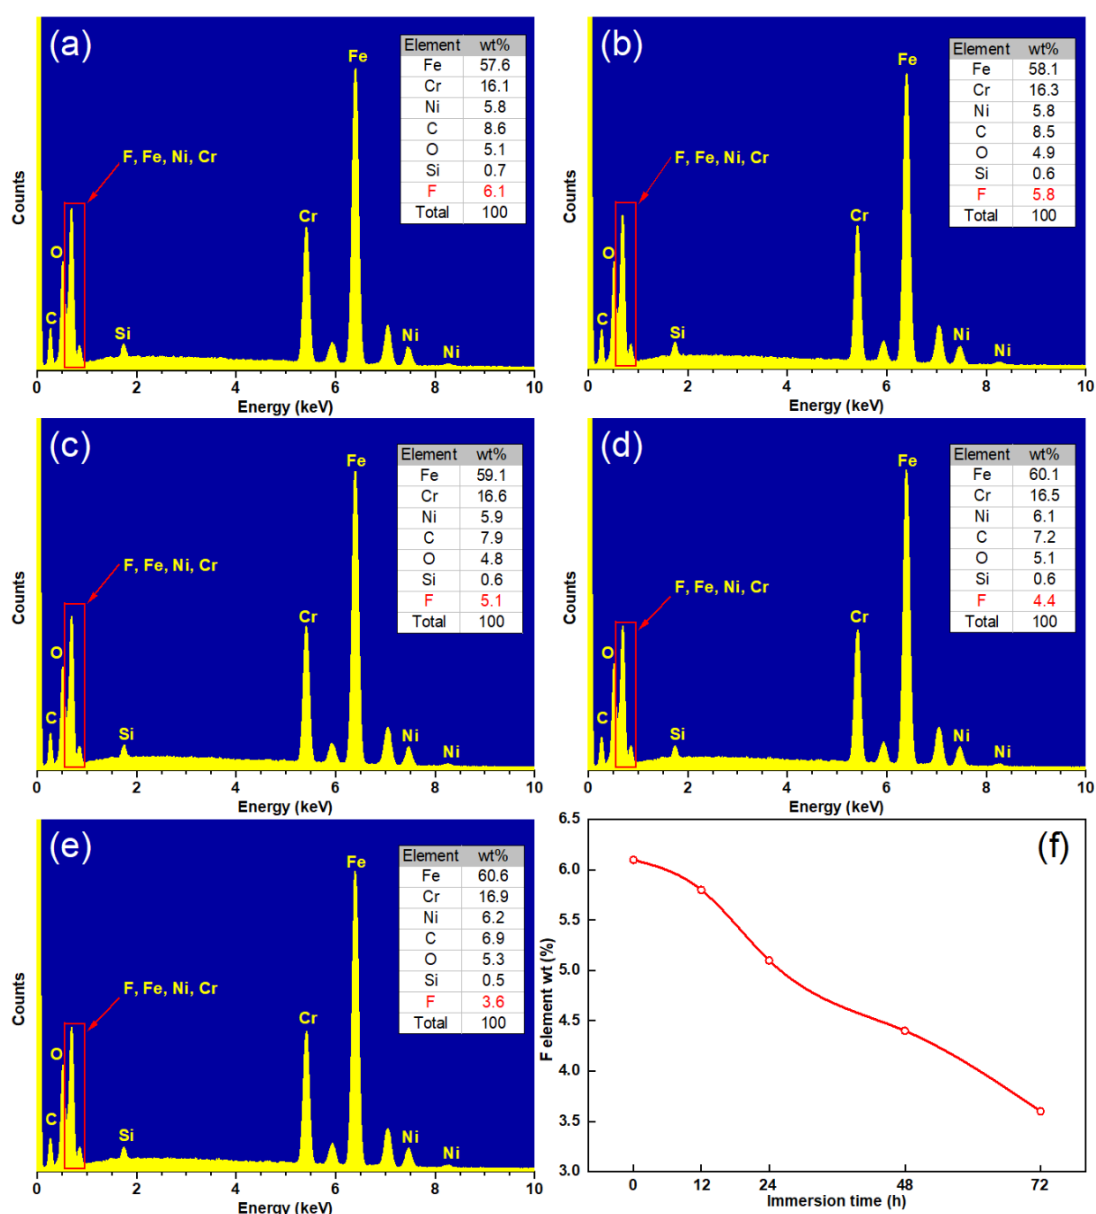 (a)
Element wt%
Fe 57.6
Cr 16.1
Ni 5.8
C 8.6
O 5.1
Si 0.7
F 6.1
Total 100
Fe
F, Fe, Ni, Cr
Cr
O
C
Si
Ni
Ni
Counts
0 2 4 6 8 10
Energy (keV)
(b)
Element wt%
Fe 58.1
Cr 16.3
Ni 5.8
C 8.5
O 4.9
Si 0.6
F 5.8
Total 100
Fe
F, Fe, Ni, Cr
Cr
O
C
Si
Ni
Ni
Counts
0 2 4 6 8 10
Energy (keV)
(c)
Element wt%
Fe 59.1
Cr 16.6
Ni 5.9
C 7.9
O 4.8
Si 0.6
F 5.1
Total 100
Fe
F, Fe, Ni, Cr
Cr
O
C
Si
Ni
Ni
Counts
0 2 4 6 8 10
Energy (keV)
(d)
Element wt%
Fe 60.1
Cr 16.5
Ni 6.1
C 7.2
O 5.1
Si 0.6
F 4.4
Total 100
Fe
F, Fe, Ni, Cr
Cr
O
C
Si
Ni
Ni
Counts
0 2 4 6 8 10
Energy (keV)
(e)
Element wt%
Fe 60.6
Cr 16.9
Ni 6.2
C 6.9
O 5.3
Si 0.5
F 3.6
Total 100
Fe
F, Fe, Ni, Cr
Cr
O
C
Si
Ni
Ni
Counts
0 2 4 6 8 10
Energy (keV)
(f)
6.5
6.0
5.5
5.0
4.5
4.0
3.5
3.0
F element wt (%)
0 12 24 48 72
Immersion time (h)